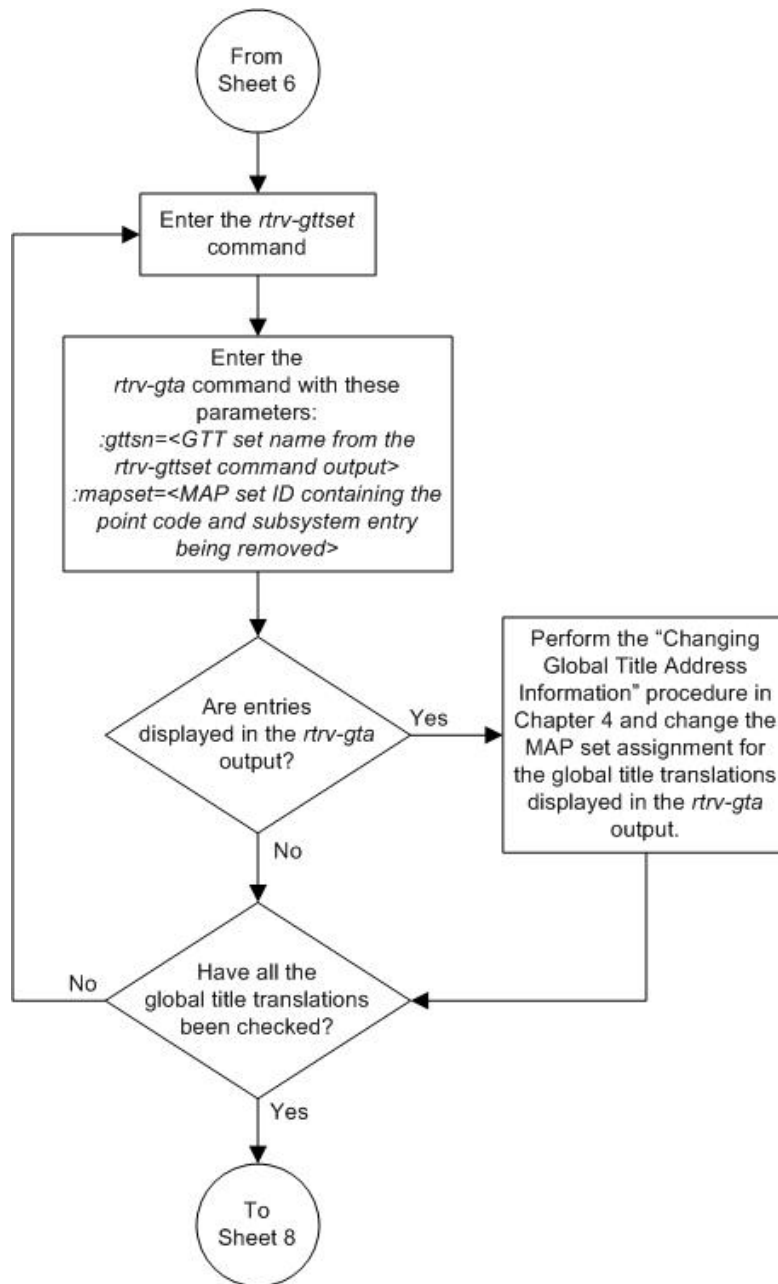 From
Sheet 6
Enter the rtrv-gttset
command
Enter the
rtrv-gta command with these
parameters:
:gttsn=<GTT set name from the
rtrv-gttset command output>
:mapset=<MAP set ID containing the
point code and subsystem entry
being removed>
Are entries
displayed in the rtrv-gta
output?
Yes
Perform the “Changing
Global Title Address
Information” procedure in
Chapter 4 and change the
MAP set assignment for
the global title translations
displayed in the rtrv-gta
output.
No
Have all the
global title translations
been checked?
No
Yes
To
Sheet 8